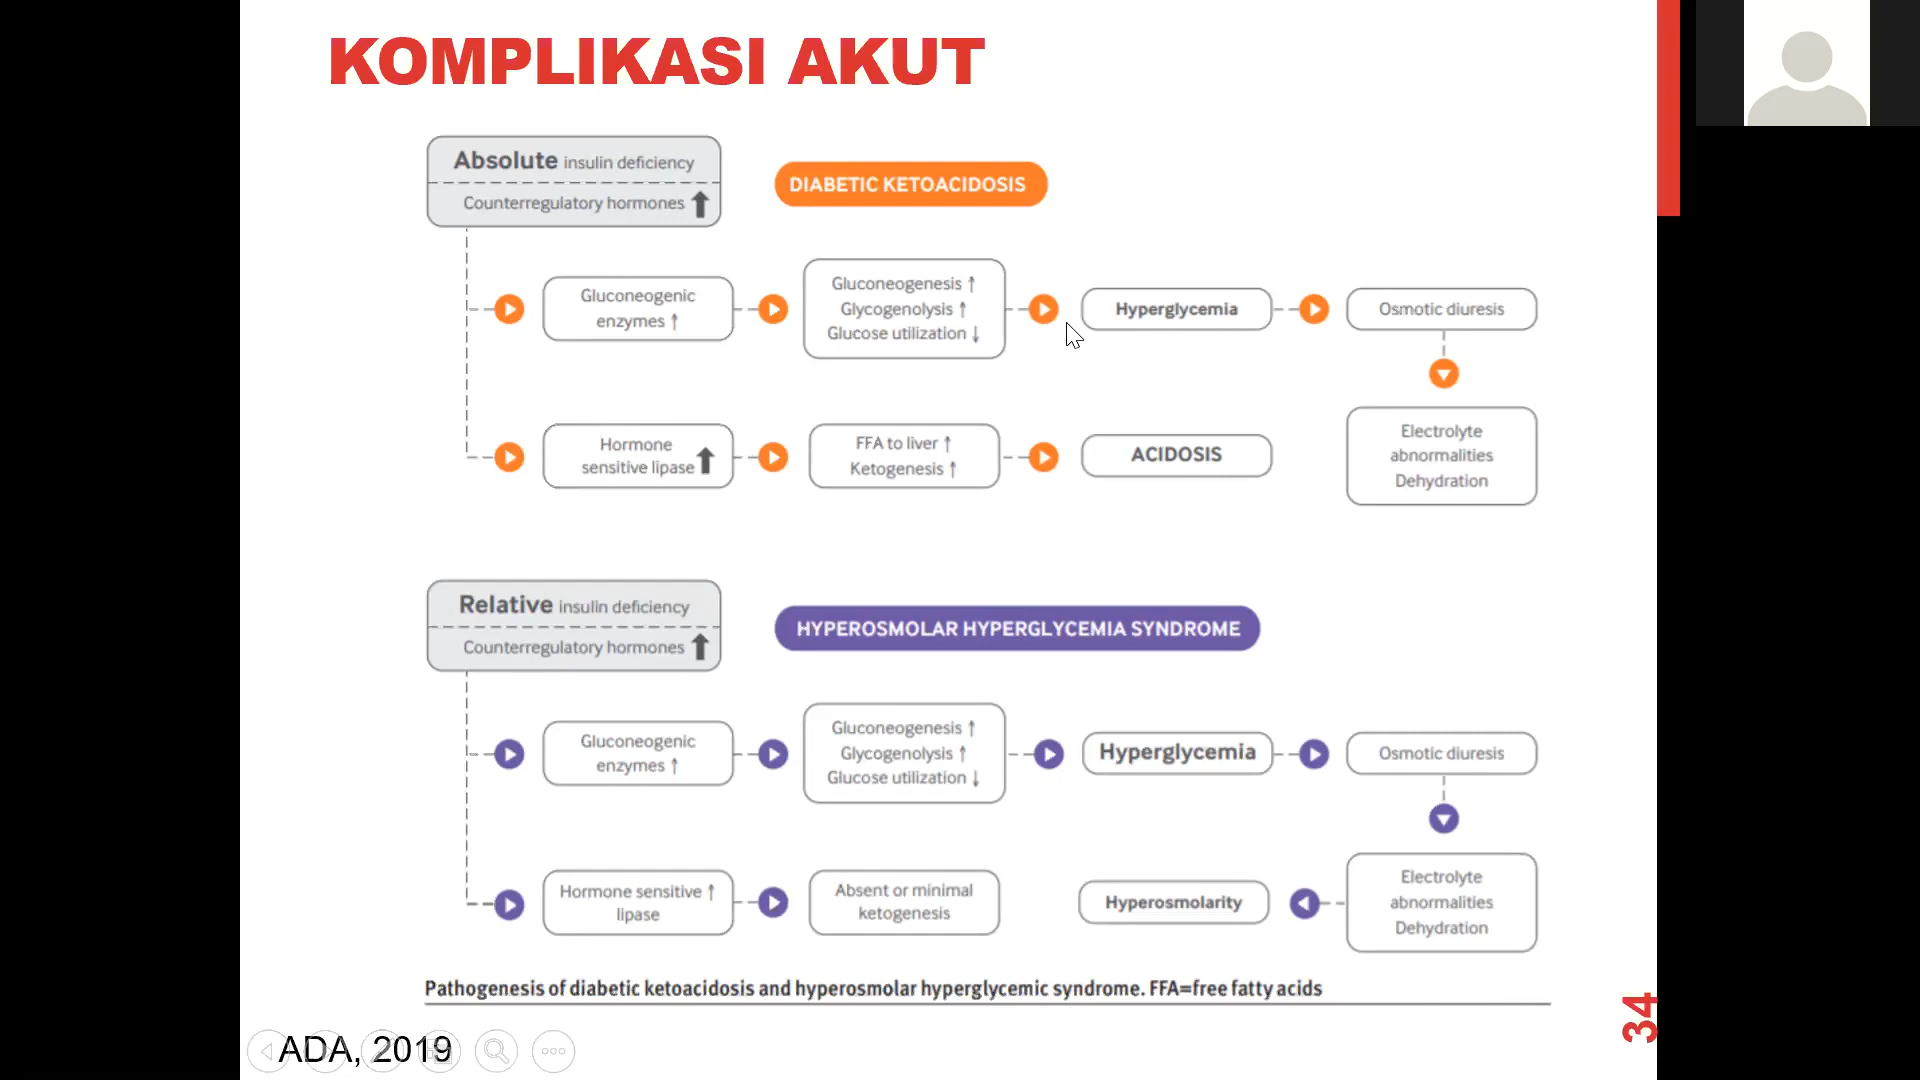 KOMPLIKASI AKUT
Absolute insulin deficiency
Counterregulatory hormones ↑
DIABETIC KETOACIDOSIS
Gluconeogenic
enzymes ↑
Gluconeogenesis ↑
Glycogenolysis ↑
Glucose utilization ↓
Hyperglycemia
Osmotic diuresis
Electrolyte
abnormalities
Dehydration
Hormone
sensitive lipase ↑
FFA to liver ↑
Ketogenesis ↑
ACIDOSIS
Relative insulin deficiency
Counterregulatory hormones ↑
HYPEROSMOLAR HYPERGLYCEMIA SYNDROME
Gluconeogenic
enzymes ↑
Gluconeogenesis ↑
Glycogenolysis ↑
Glucose utilization ↓
Hyperglycemia
Osmotic diuresis
Electrolyte
abnormalities
Dehydration
Hyperosmolarity
Hormone sensitive ↑
lipase
Absent or minimal
ketogenesis
Pathogenesis of diabetic ketoacidosis and hyperosmolar hyperglycemic syndrome. FFA=free fatty acids
ADA, 2019
34